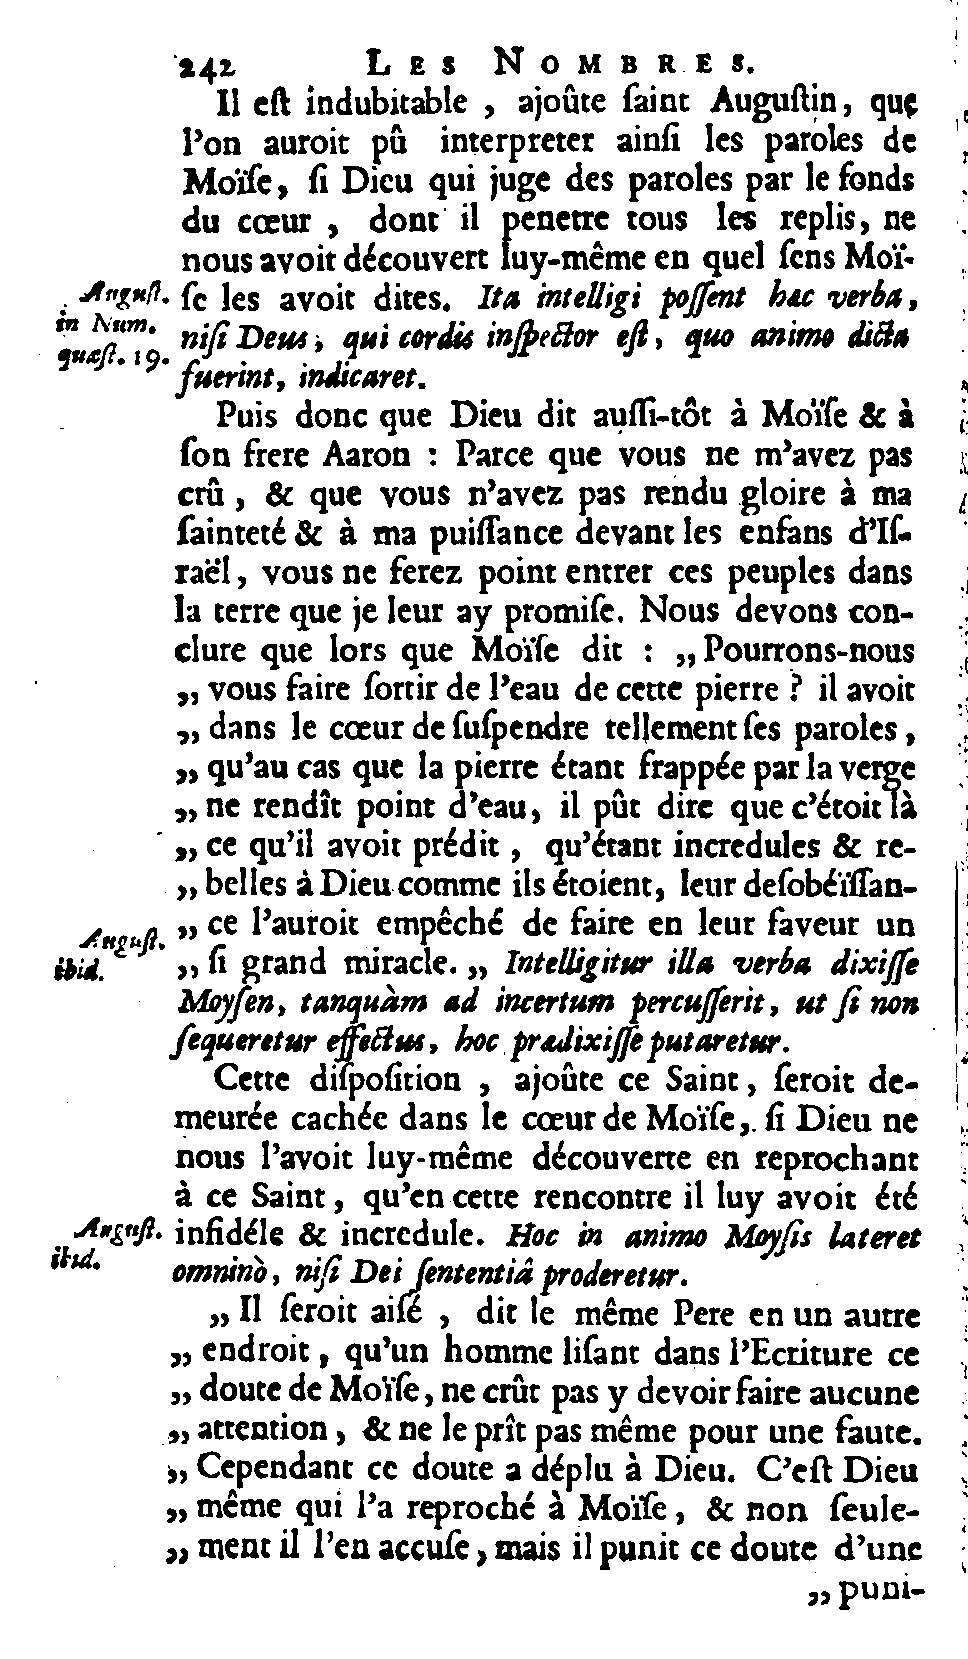 242 LES NOMBRES.
Il eſt indubitable , ajoûte ſaint Auguſtin, que
l'on auroit pû interpreter ainſi les paroles de
Moïſe, ſi Dieu qui juge des paroles par le fonds
du cœur , dont il penetre tous les replis, ne
nous avoit découvert luy-même en quel ſens Moï-
Auguſt. ſe les avoit dites. Ita intelligi poſſent hæc verba,
in Num. niſi Deus, qui cordis inſpector eſt, quo animo dicta
quæſt. 19. fuerint, indicaret.
Puis donc que Dieu dit auſſi-tôt à Moïſe & à
ſon frere Aaron : Parce que vous ne m'avez pas
crû , & que vous n'avez pas rendu gloire à ma
ſainteté & à ma puiſſance devant les enfans d'Iſ-
raël, vous ne ferez point entrer ces peuples dans
la terre que je leur ay promiſe. Nous devons con-
clure que lors que Moïſe dit : „ Pourrons-nous
„ vous faire ſortir de l'eau de cette pierre ? il avoit
„ dans le cœur de ſuſpendre tellement ſes paroles,
„ qu'au cas que la pierre étant frappée par la verge
„ ne rendît point d'eau, il pût dire que c'étoit là
„ ce qu'il avoit prédit , qu'étant incredules & re-
„ belles à Dieu comme ils étoient, leur deſobéïſſan-
„ ce l'auroit empêché de faire en leur faveur un
Auguſt. ibid. „ ſi grand miracle. „ Intelligitur illa verba dixiſſe
Moyſen, tanquàm ad incertum percuſſerit, ut ſi non
ſequeretur effectus, hoc prædixiſſe putaretur.
Cette diſpoſition , ajoûte ce Saint, ſeroit de-
meurée cachée dans le cœur de Moïſe, ſi Dieu ne
nous l'avoit luy-même découverte en reprochant
à ce Saint, qu'en cette rencontre il luy avoit été
Auguſt. infidéle & incredule. Hoc in animo Moyſis lateret
ibid. omninò, niſi Dei ſententiâ proderetur.
„ Il ſeroit aiſé , dit le même Pere en un autre
„ endroit, qu'un homme liſant dans l'Ecriture ce
„ doute de Moïſe, ne crût pas y devoir faire aucune
„ attention, & ne le prît pas même pour une faute.
„ Cependant ce doute a déplu à Dieu. C'eſt Dieu
„ même qui l'a reproché à Moïſe, & non ſeule-
„ ment il l'en accuſe, mais il punit ce doute d'une
„ puni-